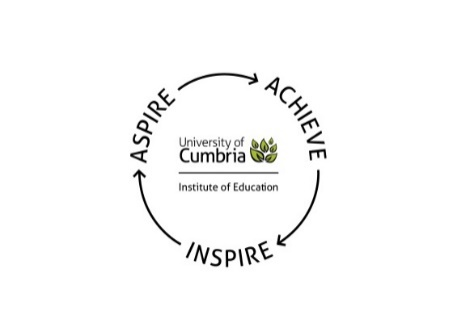 ASPIRE
ACHIEVE
INSPIRE
University of
Cumbria
Institute of Education